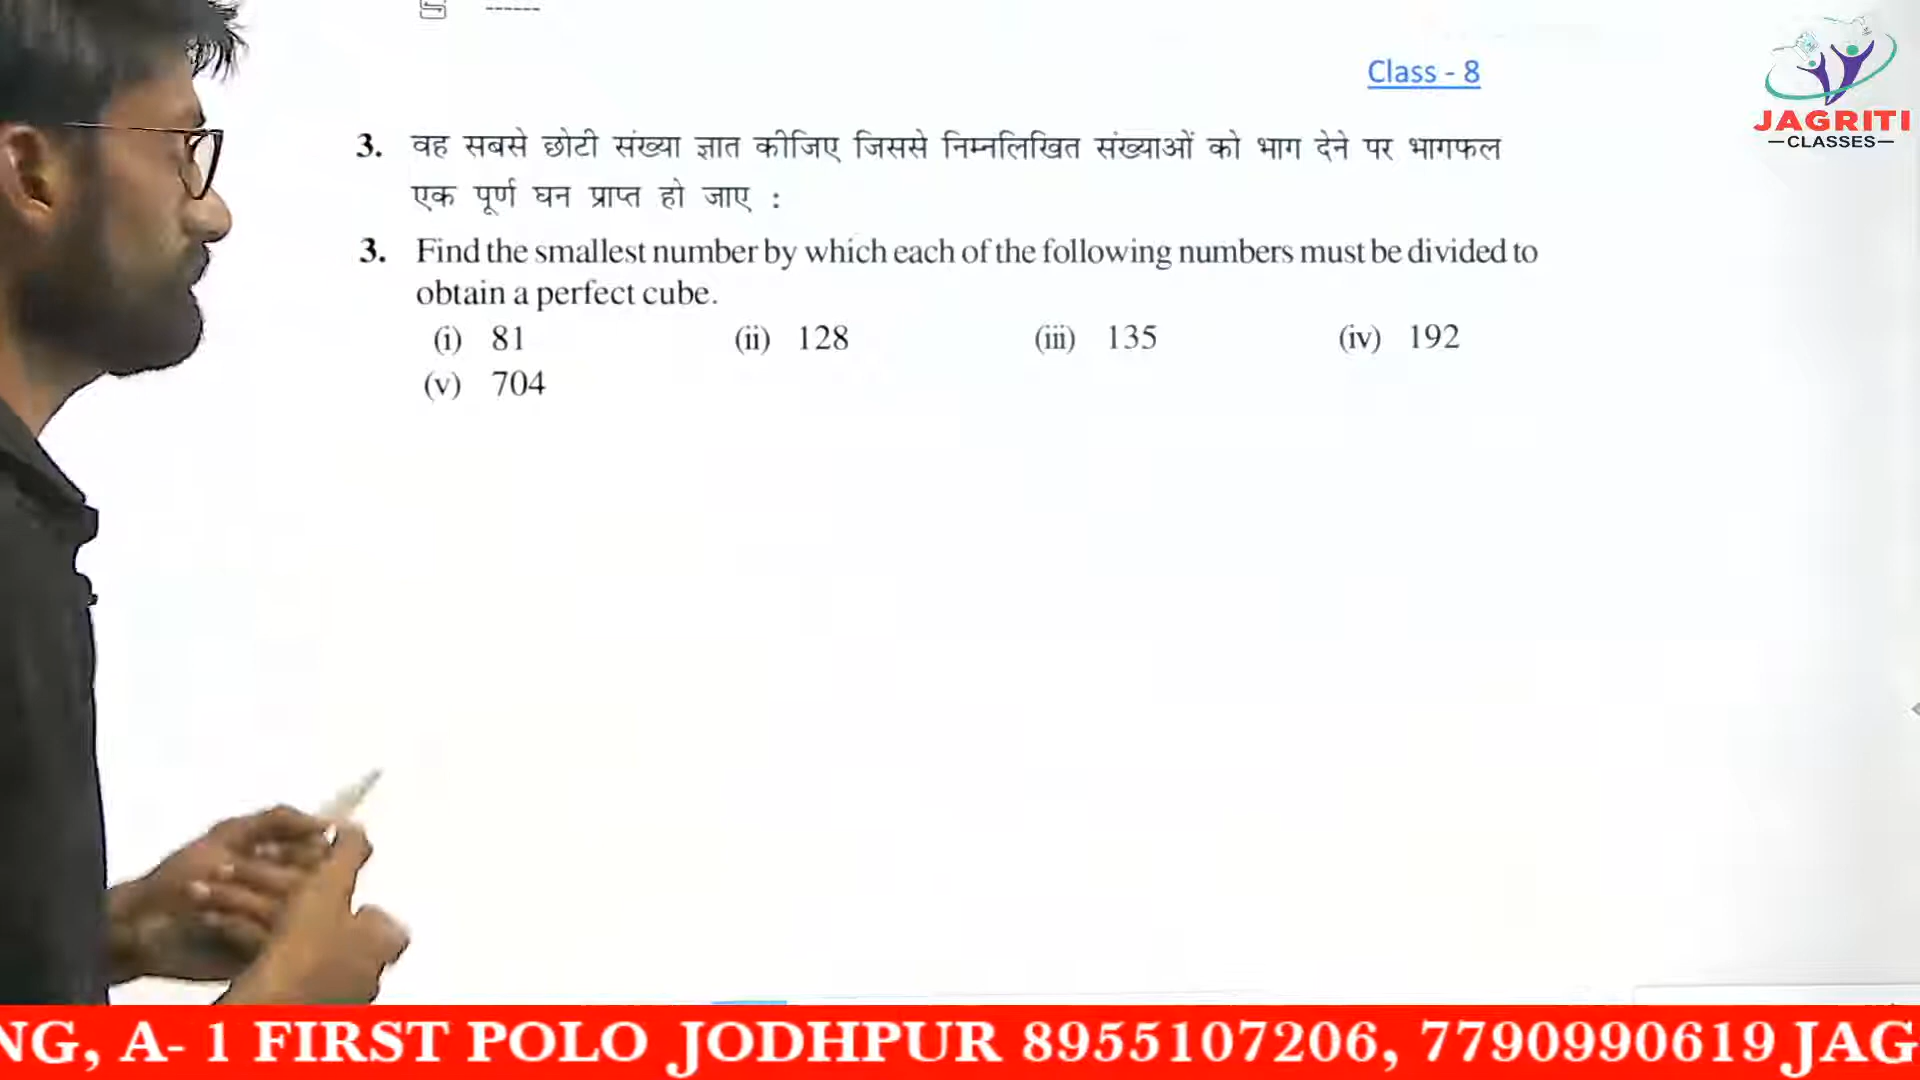 Class - 8
JAGRITI
CLASSES
3. वह सबसे छोटी संख्या ज्ञात कीजिए जिससे निम्नलिखित संख्याओं को भाग देने पर भागफल
एक पूर्ण घन प्राप्त हो जाए :
3. Find the smallest number by which each of the following numbers must be divided to
obtain a perfect cube.
(i) 81 (ii) 128 (iii) 135 (iv) 192
(v) 704
NG, A- 1 FIRST POLO JODHPUR 8955107206, 7790990619 JAG